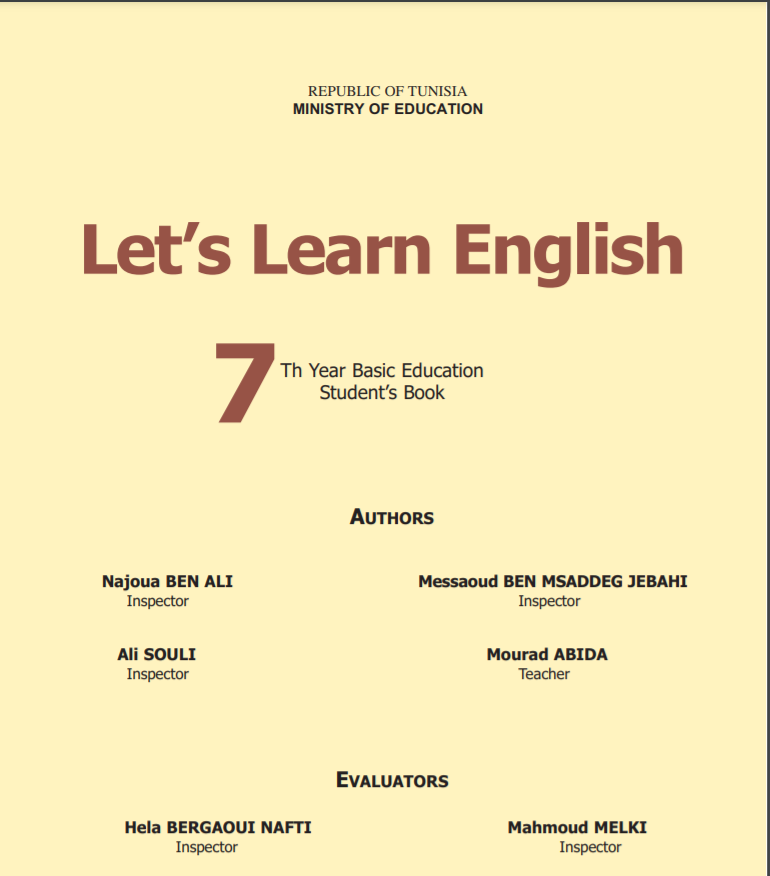 REPUBLIC OF TUNISIA
MINISTRY OF EDUCATION
Let's Learn English
7 Th Year Basic Education
Student's Book
AUTHORS
Najoua BEN ALI
Inspector
Messaoud BEN MSADDEG JEBAHI
Inspector
Ali SOULI
Inspector
Mourad ABIDA
Teacher
EVALUATORS
Hela BERGAOUI NAFTI
Inspector
Mahmoud MELKI
Inspector